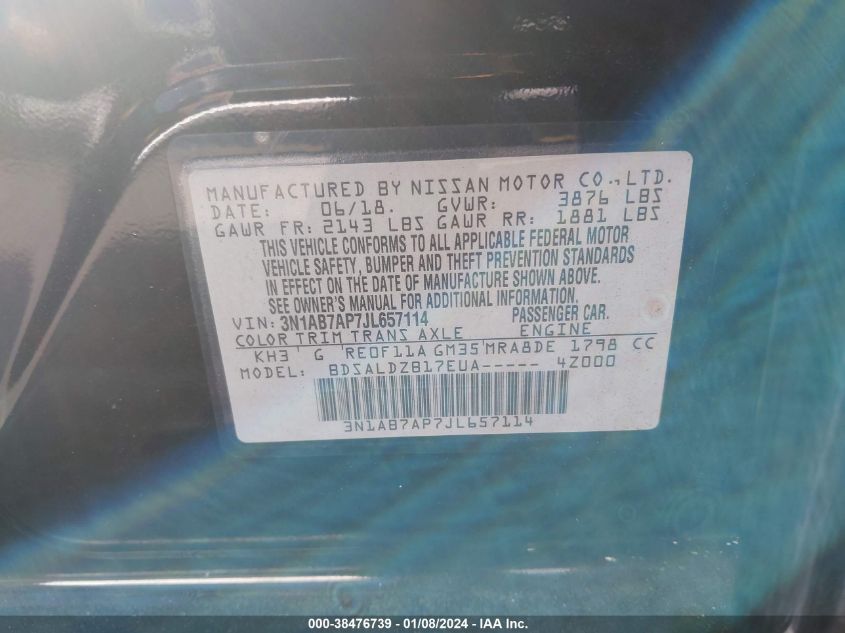 MANUFACTURED BY NISSAN MOTOR CO.,LTD.
DATE: 06/18. GVWR: 3876 LBS
GAWR FR: 2143 LBS GAWR RR: 1881 LBS
THIS VEHICLE CONFORMS TO ALL APPLICABLE FEDERAL MOTOR
VEHICLE SAFETY, BUMPER AND THEFT PREVENTION STANDARDS
IN EFFECT ON THE DATE OF MANUFACTURE SHOWN ABOVE.
SEE OWNER'S MANUAL FOR ADDITIONAL INFORMATION.
VIN: 3N1AB7AP7JL657114 PASSENGER CAR.
COLOR TRIM TRANS AXLE ENGINE
KH3 G RE0F11A GM35 MRA8DE 1798 CC
MODEL: BDSALDZB17EUA----- 4Z000
3N1AB7AP7JL657114
000-38476739 - 01/08/2024 - IAA Inc.